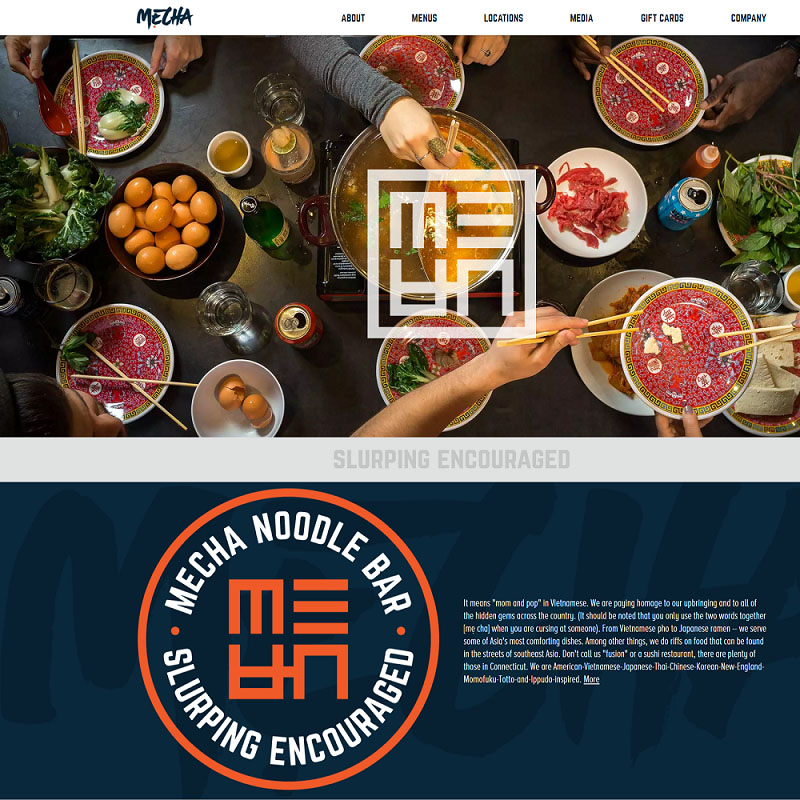 MECHA
ABOUT MENUS LOCATIONS MEDIA GIFT CARDS COMPANY
SLURPING ENCOURAGED
MECHA NOODLE BAR
SLURPING ENCOURAGED
It means "mom and pop" in Vietnamese. We are paying homage to our upbringing and to all of
the hidden gems across the country. (It should be noted that you only use the two words together
[me cha] when you are cursing at someone). From Vietnamese pho to Japanese ramen – we serve
some of Asia's most comforting dishes. Among other things, we do riffs on food that can be found
in the streets of southeast Asia. Don't call us "fusion" or a sushi restaurant, there are plenty of
those in Connecticut. We are American-Vietnamese-Japanese-Thai-Chinese-Korean-New-England-
Momofuku-Totto-and-Ippudo-inspired. More